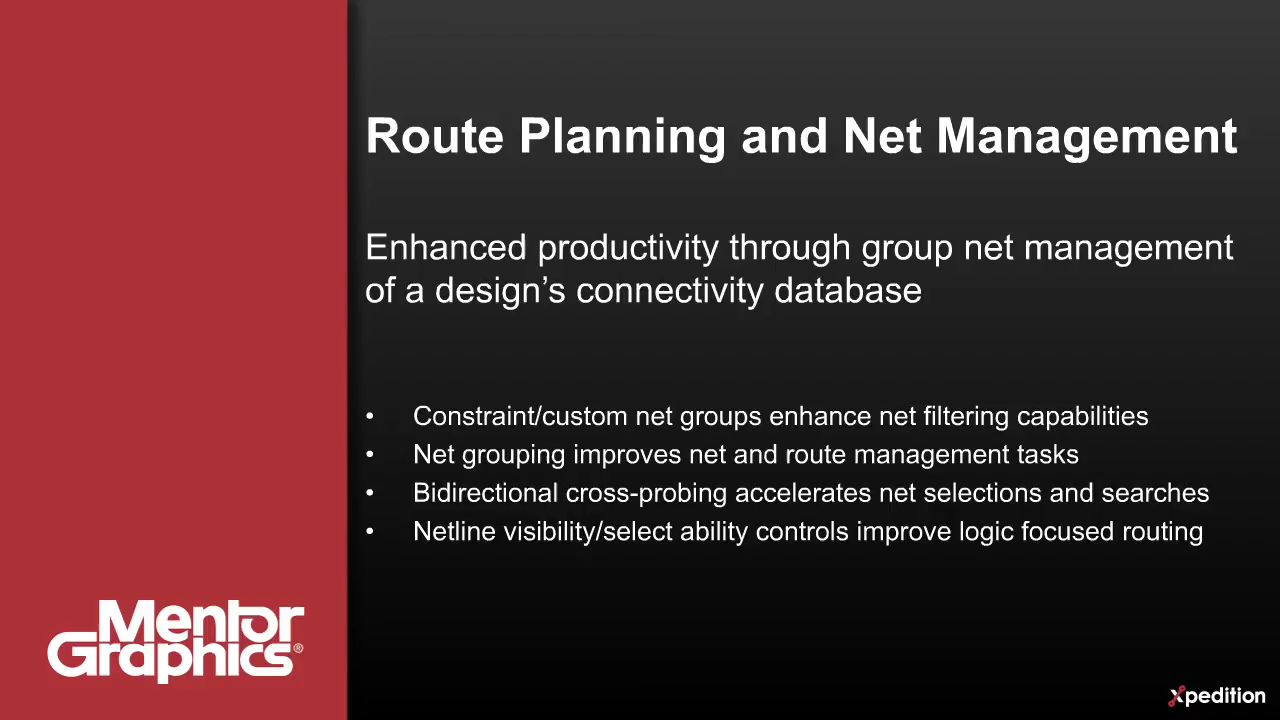 Route Planning and Net Management
Enhanced productivity through group net management
of a design's connectivity database
• Constraint/custom net groups enhance net filtering capabilities
• Net grouping improves net and route management tasks
• Bidirectional cross-probing accelerates net selections and searches
• Netline visibility/select ability controls improve logic focused routing
Mentor
Graphics®
Xpedition